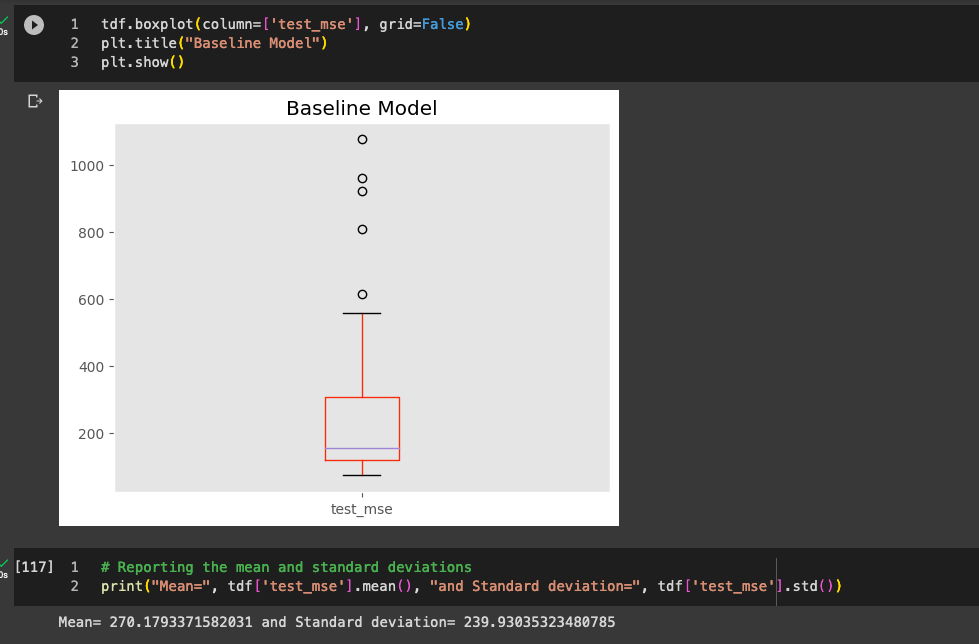 1 tdf.boxplot(column=['test_mse'], grid=False)
2 plt.title("Baseline Model")
3 plt.show()
0s
Baseline Model
1000
800
600
400
200
test_mse
[117] 1 # Reporting the mean and standard deviations
0s 2 print("Mean=", tdf['test_mse'].mean(), "and Standard deviation=", tdf['test_mse'].std())
Mean= 270.1793371582031 and Standard deviation= 239.93035323480785